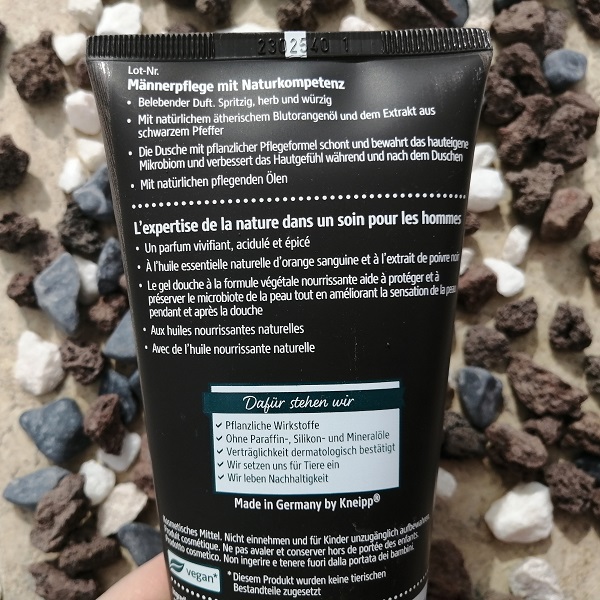 2302640 1
Lot-Nr.
Männerpflege mit Naturkompetenz
• Belebender Duft. Spritzig, herb und würzig
• Mit natürlichem ätherischem Blutorangenöl und dem Extrakt aus
schwarzem Pfeffer
• Die Dusche mit pflanzlicher Pflegeformel schont und bewahrt das hauteigene
Mikrobiom und verbessert das Hautgefühl während und nach dem Duschen
• Mit natürlichen pflegenden Ölen
L'expertise de la nature dans un soin pour les hommes
• Un parfum vivifiant, acidulé et épicé
• À l'huile essentielle naturelle d'orange sanguine et à l'extrait de poivre noir
• Le gel douche à la formule végétale nourrissante aide à protéger et à
préserver le microbiote de la peau tout en améliorant la sensation de la peau
pendant et après la douche
• Aux huiles nourrissantes naturelles
• Avec de l'huile nourrissante naturelle
Dafür stehen wir
✓ Pflanzliche Wirkstoffe
✓ Ohne Paraffin-, Silikon- und Mineralöle
✓ Verträglichkeit dermatologisch bestätigt
✓ Wir setzen uns für Tiere ein
✓ Wir leben Nachhaltigkeit
Made in Germany by Kneipp®
Kosmetisches Mittel. Nicht einnehmen und für Kinder unzugänglich aufbewahren.
Produit cosmétique. Ne pas avaler et conserver hors de portée des enfants.
Prodotto cosmetico. Non ingerire e tenere fuori dalla portata dei bambini.
vegan*
*Diesem Produkt wurden keine tierischen
Bestandteile zugesetzt